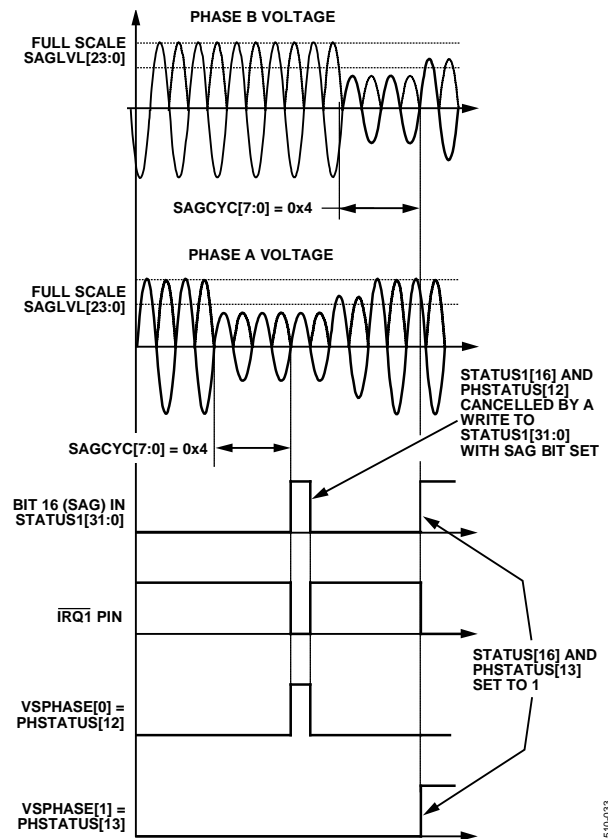 PHASE B VOLTAGE
FULL SCALE
SAGLVL[23:0]
SAGCYC[7:0] = 0x4
PHASE A VOLTAGE
FULL SCALE
SAGLVL[23:0]
STATUS1[16] AND
PHSTATUS[12]
CANCELLED BY A
WRITE TO
STATUS1[31:0]
WITH SAG BIT SET
SAGCYC[7:0] = 0x4
BIT 16 (SAG) IN
STATUS1[31:0]
IRQ1 PIN
STATUS[16] AND
PHSTATUS[13]
SET TO 1
VSPHASE[0] =
PHSTATUS[12]
VSPHASE[1] =
PHSTATUS[13]